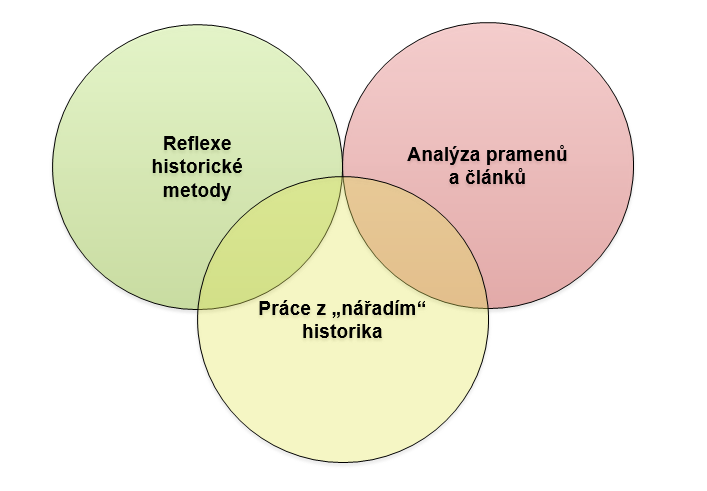 Reflexe
historické
metody
Analýza pramenů
a článků
Práce z „nářadím“
historika